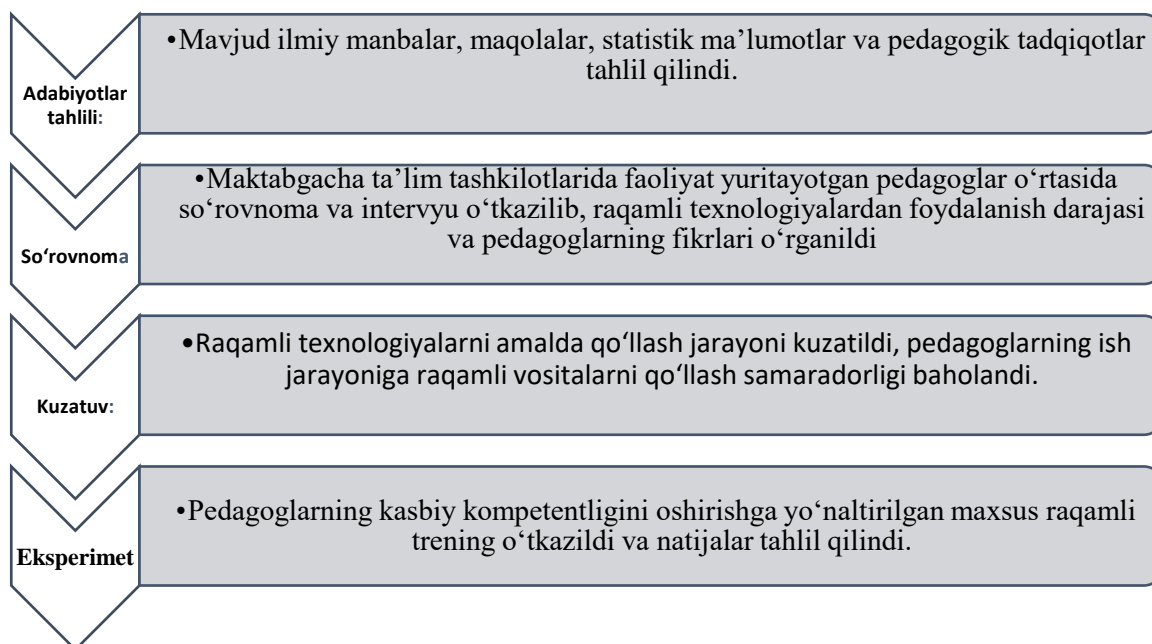 Adabiyotlar
tahlili:
•Mavjud ilmiy manbalar, maqolalar, statistik ma’lumotlar va pedagogik tadqiqotlar
tahlil qilindi.
So‘rovnoma
•Maktabgacha ta’lim tashkilotlarida faoliyat yuritayotgan pedagoglar o‘rtasida
so‘rovnoma va intervyu o‘tkazilib, raqamli texnologiyalardan foydalanish darajasi
va pedagoglarning fikrlari o‘rganildi
Kuzatuv:
•Raqamli texnologiyalarni amalda qo‘llash jarayoni kuzatildi, pedagoglarning ish
jarayoniga raqamli vositalarni qo‘llash samaradorligi baholandi.
Eksperimet
•Pedagoglarning kasbiy kompetentligini oshirishga yo‘naltirilgan maxsus raqamli
trening o‘tkazildi va natijalar tahlil qilindi.